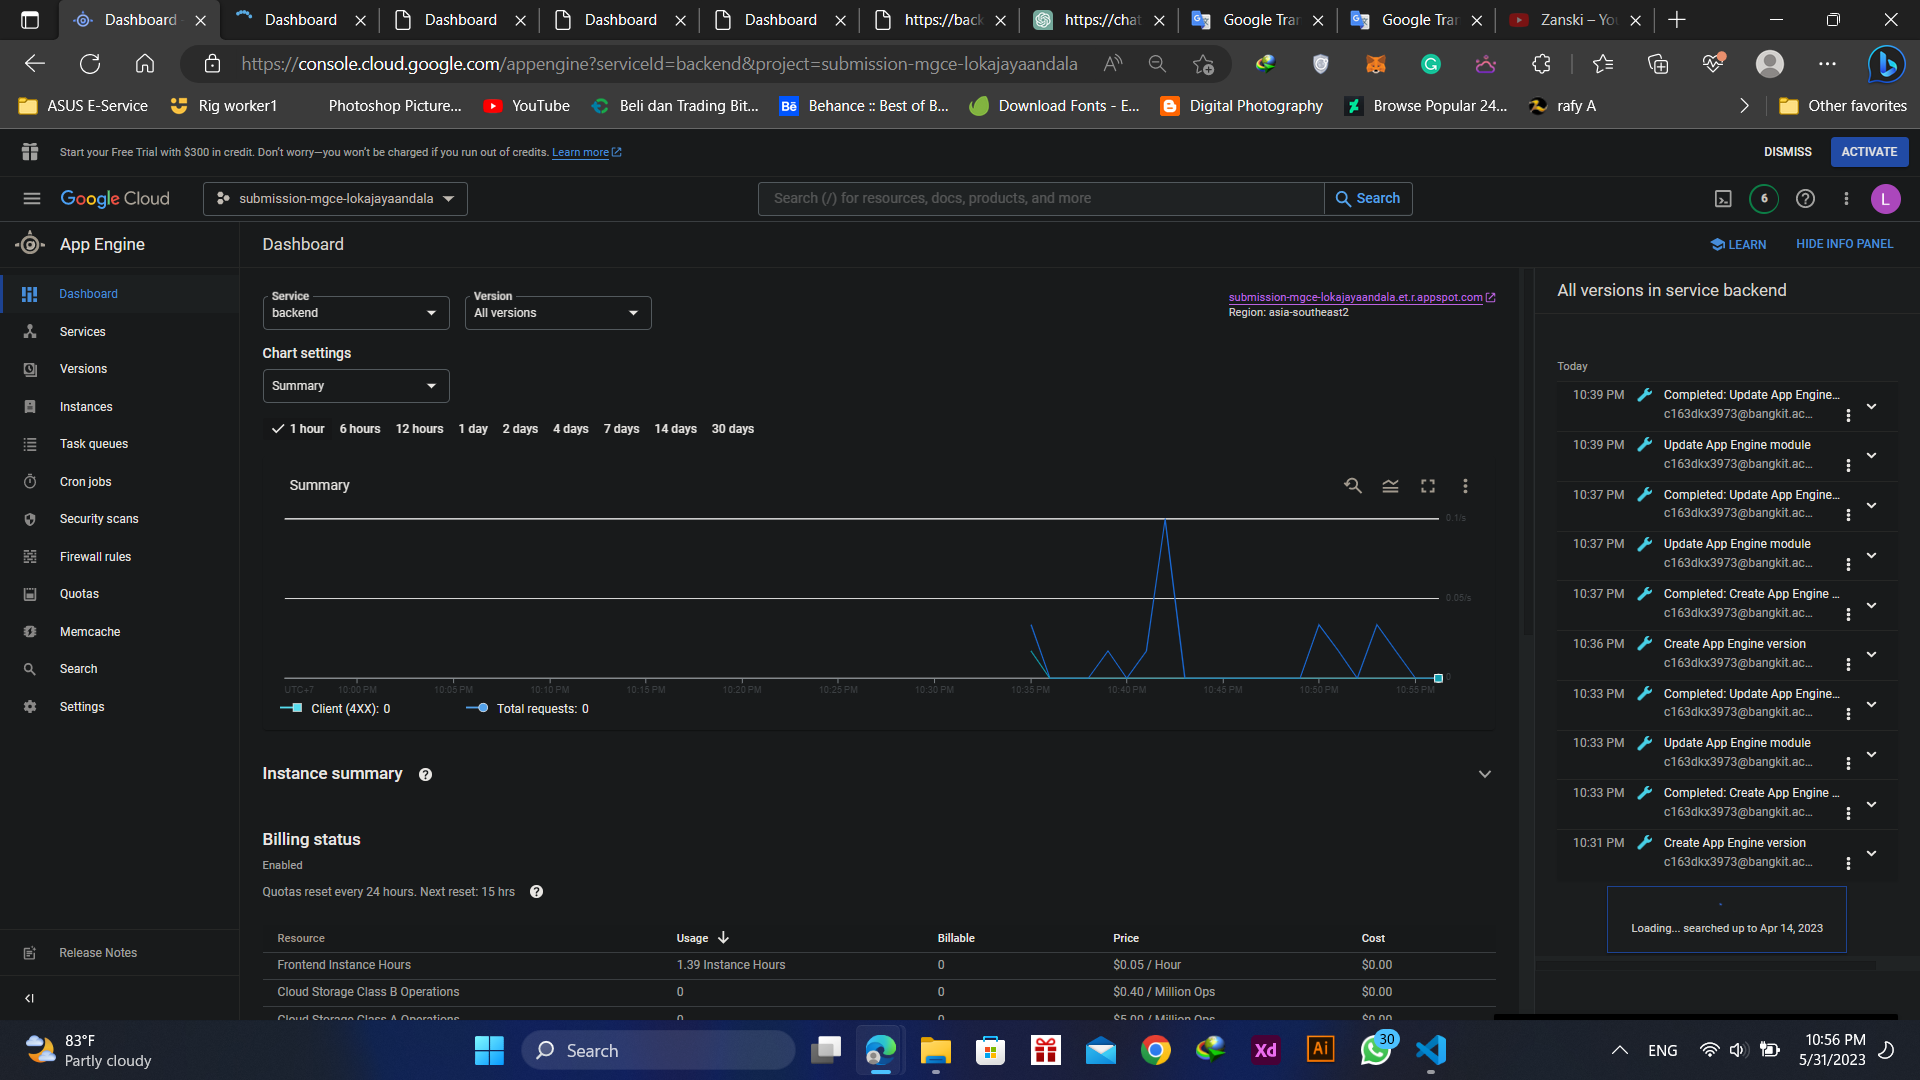 Dashboard
Dashboard
Dashboard
Dashboard
Dashboard
https://back
https://chat
Google Tran
Google Tran
Zanski – You
https://console.cloud.google.com/appengine?serviceId=backend&project=submission-mgce-lokajayaandala
ASUS E-Service
Rig worker1
Photoshop Picture...
YouTube
Beli dan Trading Bit...
Behance :: Best of B...
Download Fonts - E...
Digital Photography
Browse Popular 24...
rafy A
Other favorites
Start your Free Trial with $300 in credit. Don't worry—you won't be charged if you run out of credits. Learn more
DISMISS
ACTIVATE
Google Cloud
submission-mgce-lokajayaandala
Search (/) for resources, docs, products, and more
Search
6
L
App Engine
Dashboard
LEARN
HIDE INFO PANEL
Dashboard
Services
Versions
Instances
Task queues
Cron jobs
Security scans
Firewall rules
Quotas
Memcache
Search
Settings
Release Notes
Service
backend
Version
All versions
submission-mgce-lokajayaandala.et.r.appspot.com
Region: asia-southeast2
Chart settings
Summary
1 hour 6 hours 12 hours 1 day 2 days 4 days 7 days 14 days 30 days
Summary
0.1/s
0.05/s
0
UTC+7 10:00 PM 10:05 PM 10:10 PM 10:15 PM 10:20 PM 10:25 PM 10:30 PM 10:35 PM 10:40 PM 10:45 PM 10:50 PM 10:55 PM
Client (4XX): 0
Total requests: 0
Instance summary
Billing status
Enabled
Quotas reset every 24 hours. Next reset: 15 hrs
Resource Usage Billable Price Cost
Frontend Instance Hours 1.39 Instance Hours 0 $0.05 / Hour $0.00
Cloud Storage Class B Operations 0 0 $0.40 / Million Ops $0.00
Cloud Storage Class A Operations 0 0 $5.00 / Million Ops $0.00
All versions in service backend
Today
10:39 PM Completed: Update App Engine...
c163dkx3973@bangkit.ac...
10:39 PM Update App Engine module
c163dkx3973@bangkit.ac...
10:37 PM Completed: Update App Engine...
c163dkx3973@bangkit.ac...
10:37 PM Update App Engine module
c163dkx3973@bangkit.ac...
10:37 PM Completed: Create App Engine ...
c163dkx3973@bangkit.ac...
10:36 PM Create App Engine version
c163dkx3973@bangkit.ac...
10:33 PM Completed: Update App Engine...
c163dkx3973@bangkit.ac...
10:33 PM Update App Engine module
c163dkx3973@bangkit.ac...
10:33 PM Completed: Create App Engine ...
c163dkx3973@bangkit.ac...
10:31 PM Create App Engine version
c163dkx3973@bangkit.ac...
Loading... searched up to Apr 14, 2023
83°F
Partly cloudy
Search
Xd
Ai
30
ENG
10:56 PM
5/31/2023